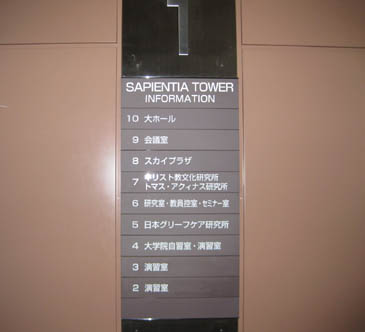 1
SAPIENTIA TOWER
INFORMATION
10 大ホール
9 会議室
8 スカイプラザ
7 キリスト教文化研究所
トマス・アクィナス研究所
6 研究室・教員控室・セミナー室
5 日本グリーフケア研究所
4 大学院自習室・演習室
3 演習室
2 演習室